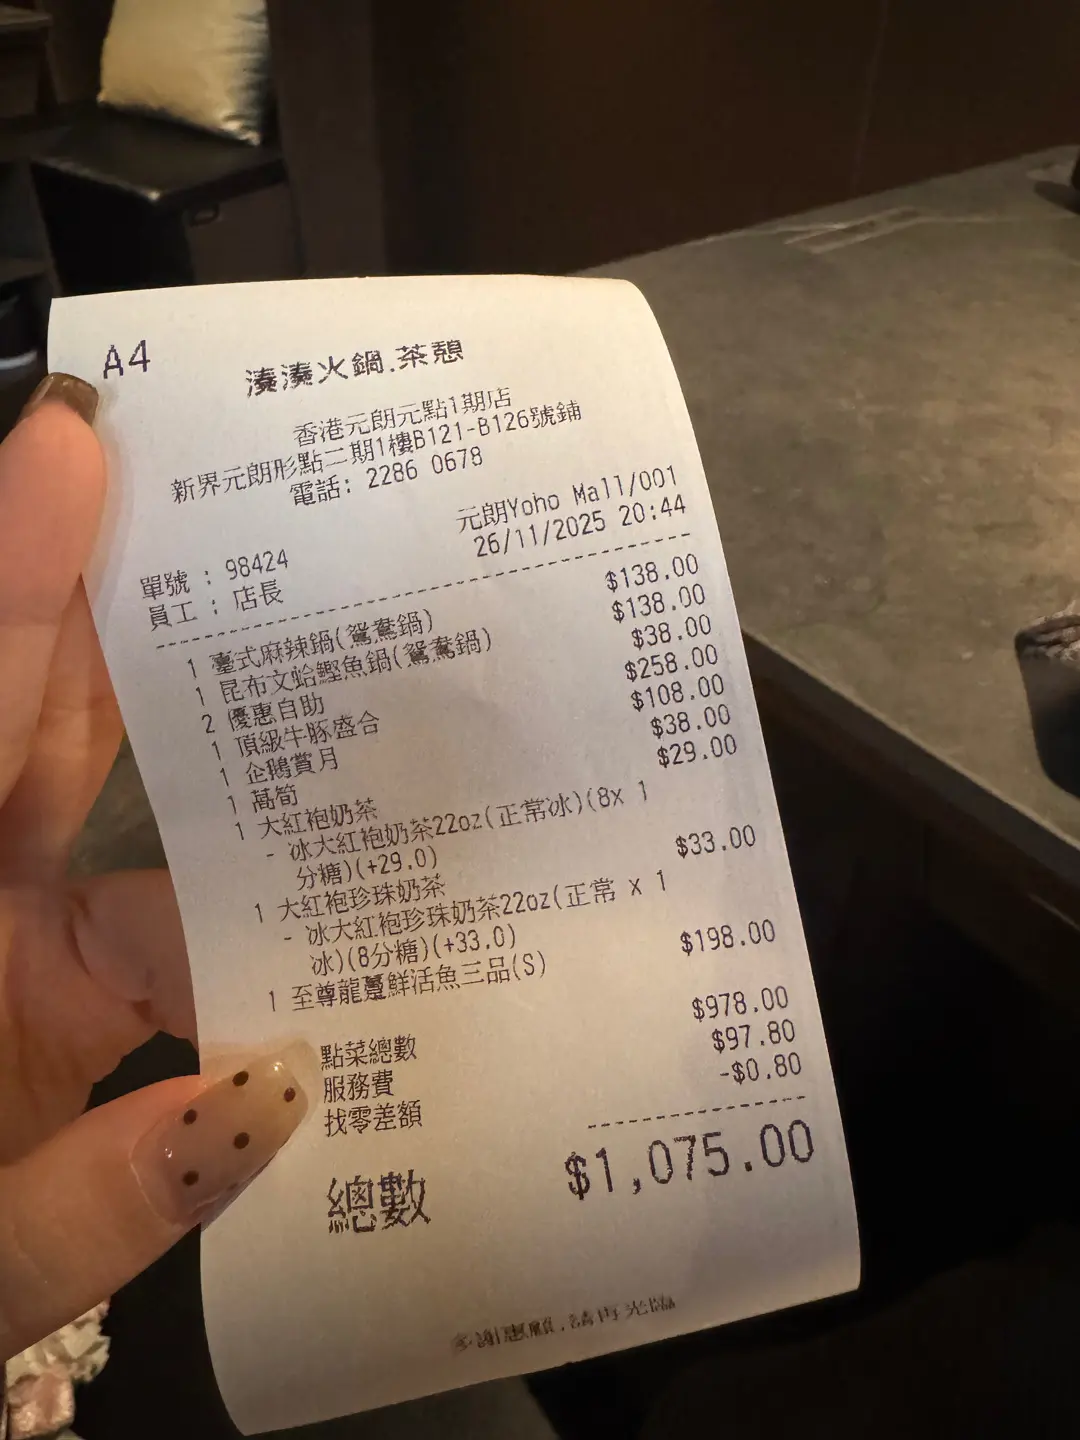 A4
湊湊火鍋.茶憩
香港元朗元點1期店
新界元朗形點二期1樓B121-B126號鋪
電話: 2286 0678
元朗Yoho Mall/001
單號 : 98424 26/11/2025 20:44
員工 : 店長
1 臺式麻辣鍋(鴛鴦鍋) $138.00
1 昆布文蛤鰹魚鍋(鴛鴦鍋) $138.00
2 優惠自助 $38.00
1 頂級牛豚盛合 $258.00
1 企鵝賞月 $108.00
1 萵筍 $38.00
1 大紅袍奶茶 $29.00
- 冰大紅袍奶茶22oz(正常冰)(8x 1
分糖)(+29.0)
1 大紅袍珍珠奶茶 $33.00
- 冰大紅袍珍珠奶茶22oz(正常 x 1
冰)(8分糖)(+33.0)
1 至尊龍躉鮮活魚三品(S) $198.00
點菜總數 $978.00
服務費 $97.80
找零差額 -$0.80
總數 $1,075.00
多謝惠顧.請再光臨